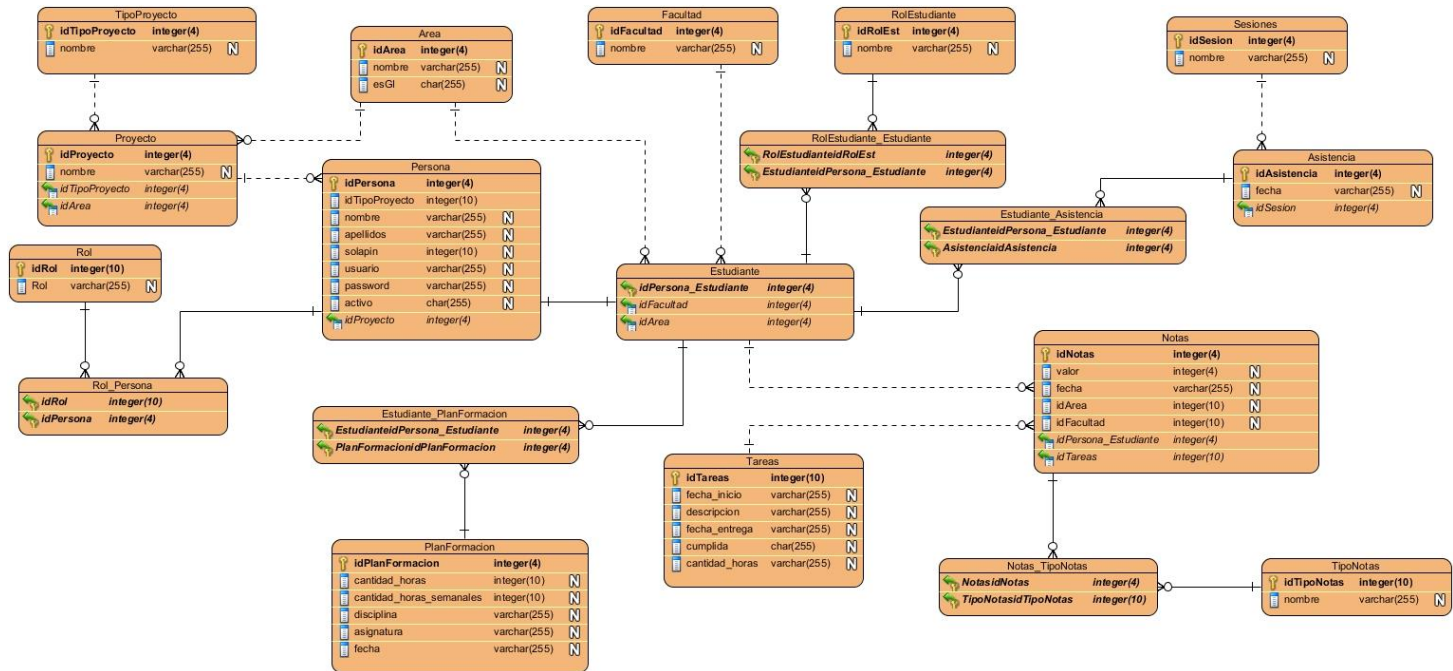 TipoProyecto
idTipoProyecto integer(4)
nombre varchar(255) N
Area
idArea integer(4)
nombre varchar(255) N
esGI char(255) N
Facultad
idFacultad integer(4)
nombre varchar(255) N
RolEstudiante
idRolEst integer(4)
nombre varchar(255) N
Sesiones
idSesion integer(4)
nombre varchar(255) N
Proyecto
idProyecto integer(4)
nombre varchar(255) N
idTipoProyecto integer(4)
idArea integer(4)
Persona
idPersona integer(4)
idTipoProyecto integer(10)
nombre varchar(255) N
apellidos varchar(255) N
solapin integer(10) N
usuario varchar(255) N
password varchar(255) N
activo char(255) N
idProyecto integer(4)
RolEstudiante_Estudiante
RolEstudianteidRolEst integer(4)
EstudianteidPersona_Estudiante integer(4)
Asistencia
idAsistencia integer(4)
fecha varchar(255) N
idSesion integer(4)
Estudiante_Asistencia
EstudianteidPersona_Estudiante integer(4)
AsistenciaidAsistencia integer(4)
Rol
idRol integer(10)
Rol varchar(255) N
Estudiante
idPersona_Estudiante integer(4)
idFacultad integer(4)
idArea integer(4)
Notas
idNotas integer(4)
valor integer(4) N
fecha varchar(255) N
idArea integer(10) N
idFacultad integer(10) N
idPersona_Estudiante integer(4)
idTareas integer(10)
Rol_Persona
idRol integer(10)
idPersona integer(4)
Estudiante_PlanFormacion
EstudianteidPersona_Estudiante integer(4)
PlanFormacionidPlanFormacion integer(4)
Tareas
idTareas integer(10)
fecha_inicio varchar(255) N
descripcion varchar(255) N
fecha_entrega varchar(255) N
cumplida char(255) N
cantidad_horas varchar(255) N
PlanFormacion
idPlanFormacion integer(4)
cantidad_horas integer(10) N
cantidad_horas_semanales integer(10) N
disciplina varchar(255) N
asignatura varchar(255) N
fecha varchar(255) N
Notas_TipoNotas
NotasidNotas integer(4)
TipoNotasidTipoNotas integer(10)
TipoNotas
idTipoNotas integer(10)
nombre varchar(255) N